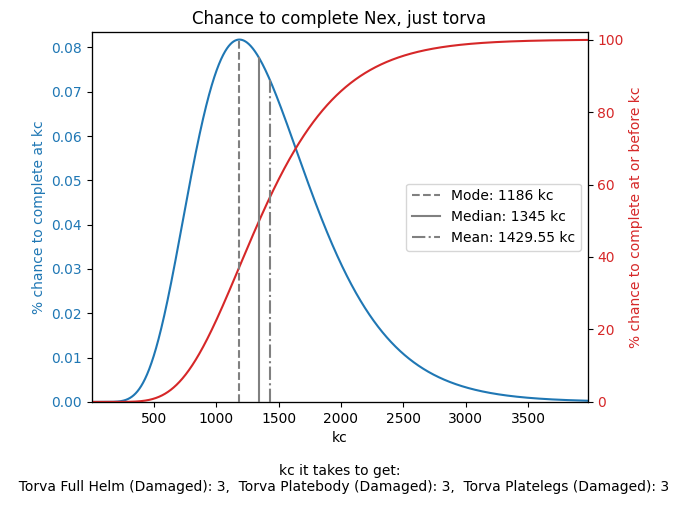 Chance to complete Nex, just torva
% chance to complete at kc
0.08
0.07
0.06
0.05
0.04
0.03
0.02
0.01
0.00
100
80
60
40
20
0
% chance to complete at or before kc
Mode: 1186 kc
Median: 1345 kc
Mean: 1429.55 kc
500 1000 1500 2000 2500 3000 3500
kc
kc it takes to get:
Torva Full Helm (Damaged): 3,  Torva Platebody (Damaged): 3,  Torva Platelegs (Damaged): 3